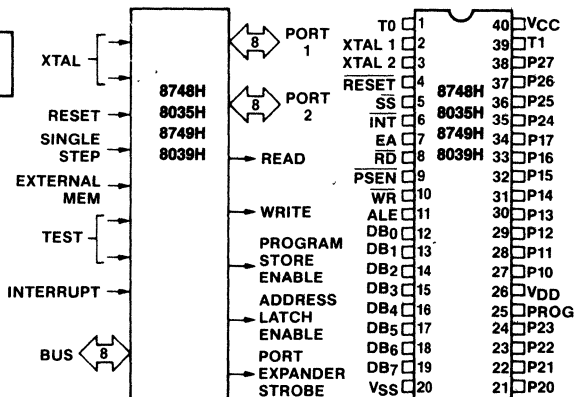 XTAL
RESET
SINGLE
STEP
EXTERNAL
MEM
TEST
INTERRUPT
BUS
8
8748H
8035H
8749H
8039H
8
PORT
1
8
PORT
2
READ
WRITE
PROGRAM
STORE
ENABLE
ADDRESS
LATCH
ENABLE
PORT
EXPANDER
STROBE
T0 1
XTAL 1 2
XTAL 2 3
RESET 4
SS 5
INT 6
EA 7
RD 8
PSEN 9
WR 10
ALE 11
DB0 12
DB1 13
DB2 14
DB3 15
DB4 16
DB5 17
DB6 18
DB7 19
VSS 20
8748H
8035H
8749H
8039H
40 VCC
39 T1
38 P27
37 P26
36 P25
35 P24
34 P17
33 P16
32 P15
31 P14
30 P13
29 P12
28 P11
27 P10
26 VDD
25 PROG
24 P23
23 P22
22 P21
21 P20